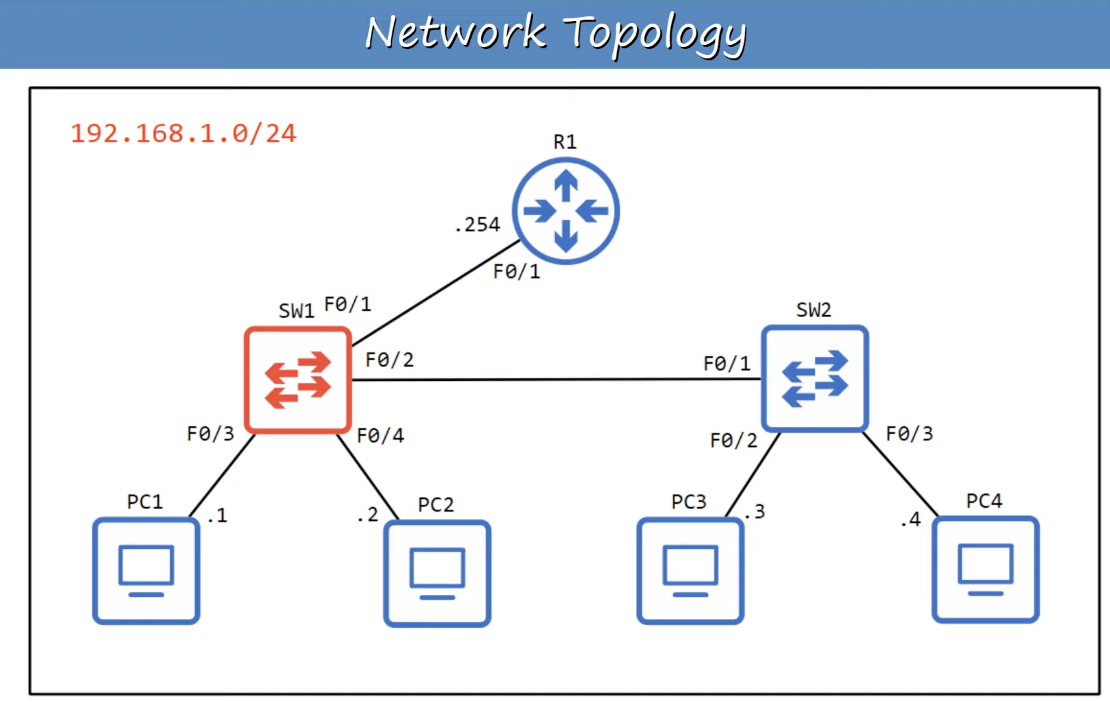 Network Topology
192.168.1.0/24
R1
.254
F0/1
SW1
F0/1
SW2
F0/2
F0/1
F0/3
F0/4
F0/2
F0/3
PC1
PC2
PC3
PC4
.1
.2
.3
.4